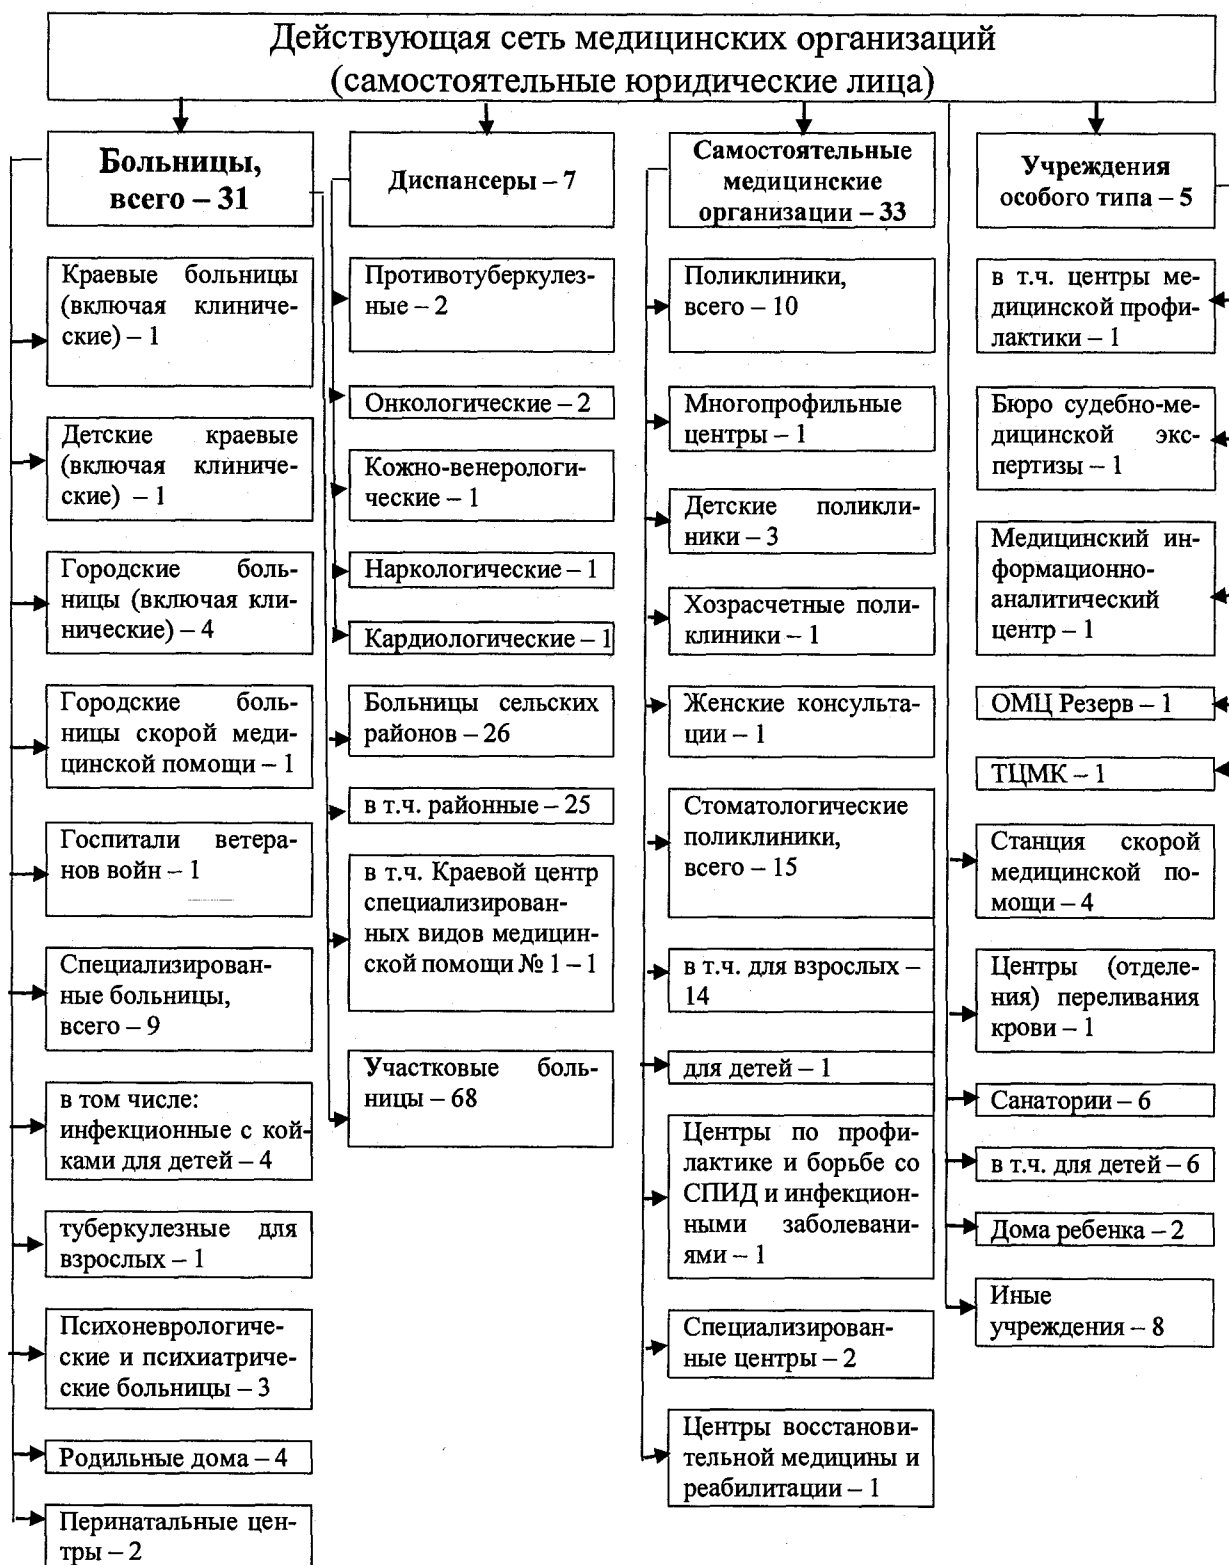 Действующая сеть медицинских организаций
(самостоятельные юридические лица)
Больницы,
всего – 31
Краевые больницы
(включая клиниче-
ские) – 1
Детские краевые
(включая клиниче-
ские) – 1
Городские боль-
ницы (включая кли-
нические) – 4
Городские боль-
ницы скорой меди-
цинской помощи – 1
Госпитали ветера-
нов войн – 1
Специализирован-
ные больницы,
всего – 9
в том числе:
инфекционные с кой-
ками для детей – 4
туберкулезные для
взрослых – 1
Психоневрологиче-
ские и психиатриче-
ские больницы – 3
Родильные дома – 4
Перинатальные цен-
тры – 2
Диспансеры – 7
Противотуберкулез-
ные – 2
Онкологические – 2
Кожно-венерологи-
ческие – 1
Наркологические – 1
Кардиологические – 1
Больницы сельских
районов – 26
в т.ч. районные – 25
в т.ч. Краевой центр
специализирован-
ных видов медицин-
ской помощи № 1 – 1
Участковые боль-
ницы – 68
Самостоятельные
медицинские
организации – 33
Поликлиники,
всего – 10
Многопрофильные
центры – 1
Детские поликли-
ники – 3
Хозрасчетные поли-
клиники – 1
Женские консульта-
ции – 1
Стоматологические
поликлиники,
всего – 15
в т.ч. для взрослых –
14
для детей – 1
Центры по профи-
лактике и борьбе со
СПИД и инфекцион-
ными заболевани-
ями – 1
Специализирован-
ные центры – 2
Центры восстанови-
тельной медицины и
реабилитации – 1
Учреждения
особого типа – 5
в т.ч. центры ме-
дицинской профи-
лактики – 1
Бюро судебно-ме-
дицинской экс-
пертизы – 1
Медицинский ин-
формационно-
аналитический
центр – 1
ОМЦ Резерв – 1
ТЦМК – 1
Станция скорой
медицинской по-
мощи – 4
Центры (отделе-
ния) переливания
крови – 1
Санатории – 6
в т.ч. для детей – 6
Дома ребенка – 2
Иные
учреждения – 8